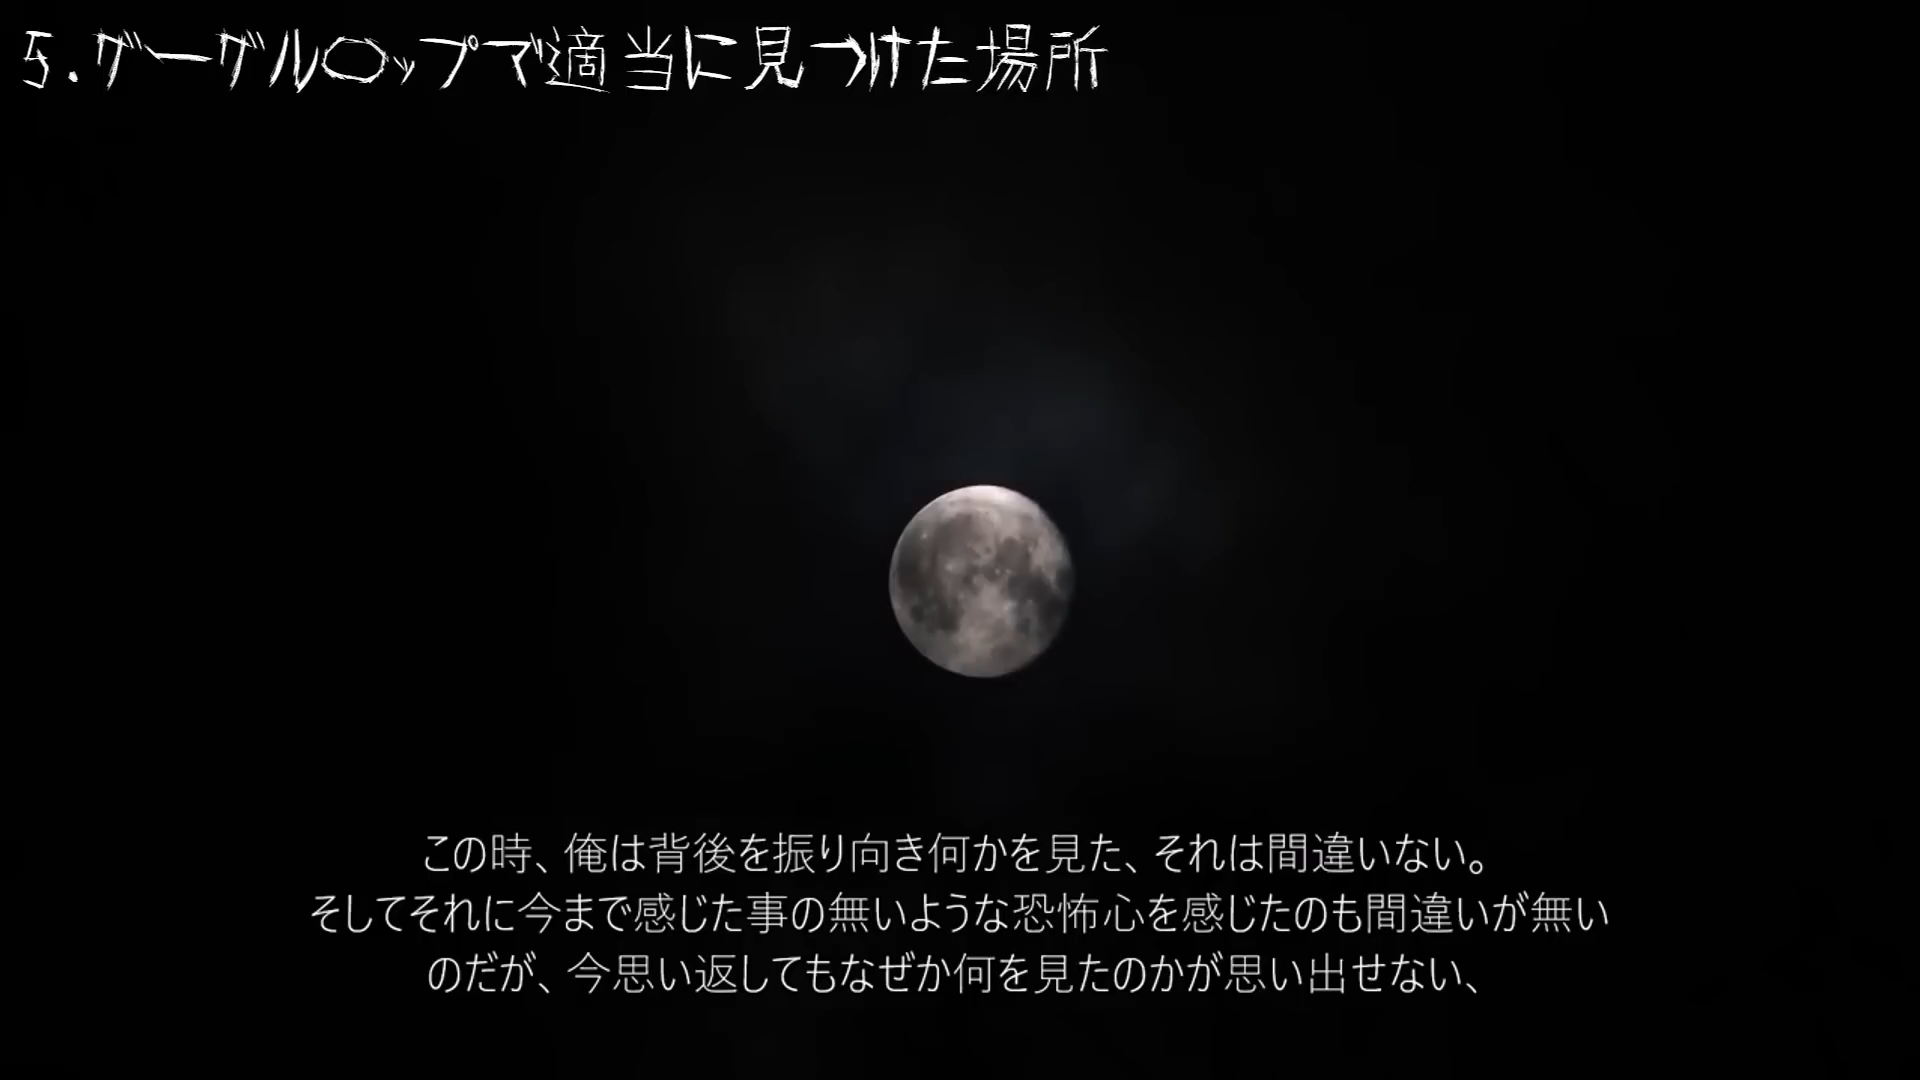 5.グーグル〇ップで適当に見つけた場所
この時、俺は背後を振り向き何かを見た、それは間違いない。
そしてそれに今まで感じた事の無いような恐怖心を感じたのも間違いが無い
のだが、今思い返してもなぜか何を見たのかが思い出せない、